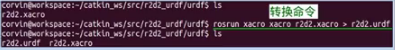 corvin@workspace:~/catkin_ws/src/r2d2_urdf/urdf$ ls
r2d2.xacro
转换命令
corvin@workspace:~/catkin_ws/src/r2d2_urdf/urdf$ rosrun xacro xacro r2d2.xacro > r2d2.urdf
corvin@workspace:~/catkin_ws/src/r2d2_urdf/urdf$ ls
r2d2.urdf r2d2.xacro